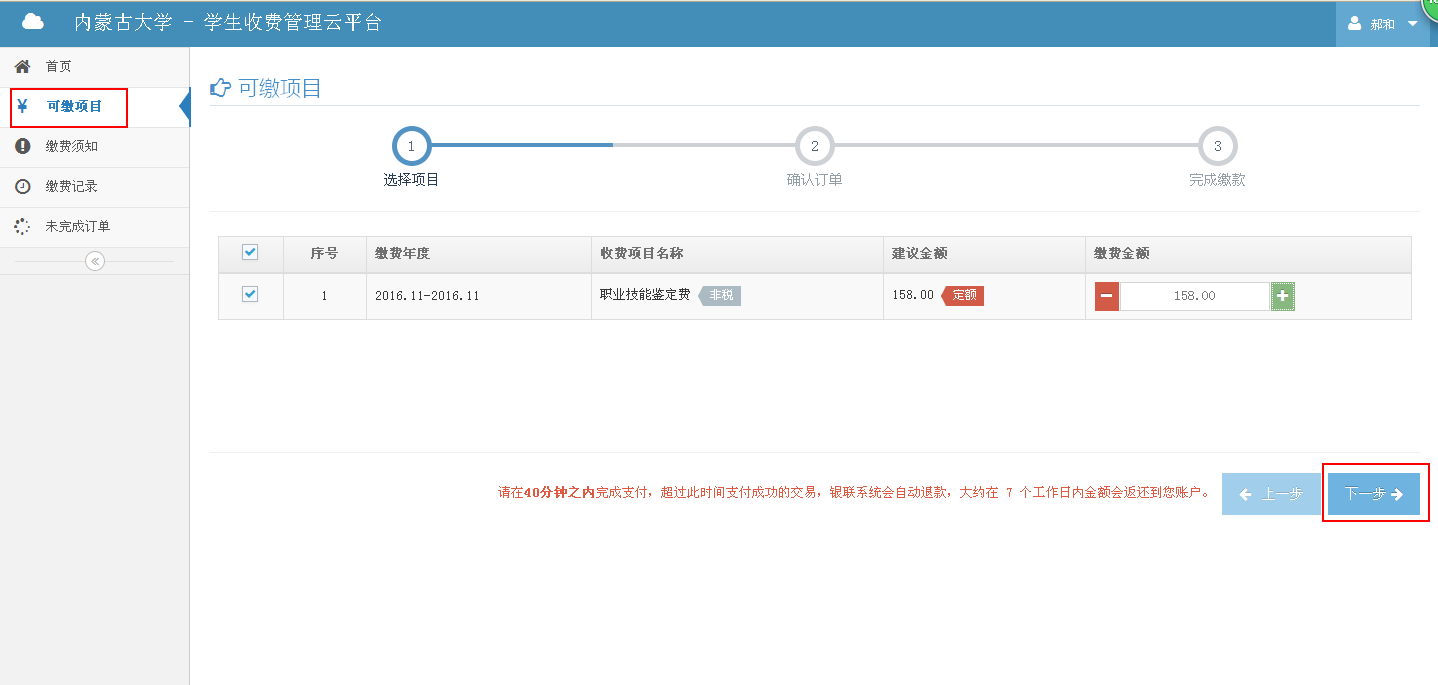 内蒙古大学 - 学生收费管理云平台
郝和
首页
¥ 可缴项目
缴费须知
缴费记录
未完成订单
«
可缴项目
1 2 3
选择项目 确认订单 完成缴款
序号 缴费年度 收费项目名称 建议金额 缴费金额
1 2016.11-2016.11 职业技能鉴定费 非税 158.00 定额 158.00
请在40分钟之内完成支付，超过此时间支付成功的交易，银联系统会自动退款，大约在 7 个工作日内金额会返还到您账户。
上一步 下一步